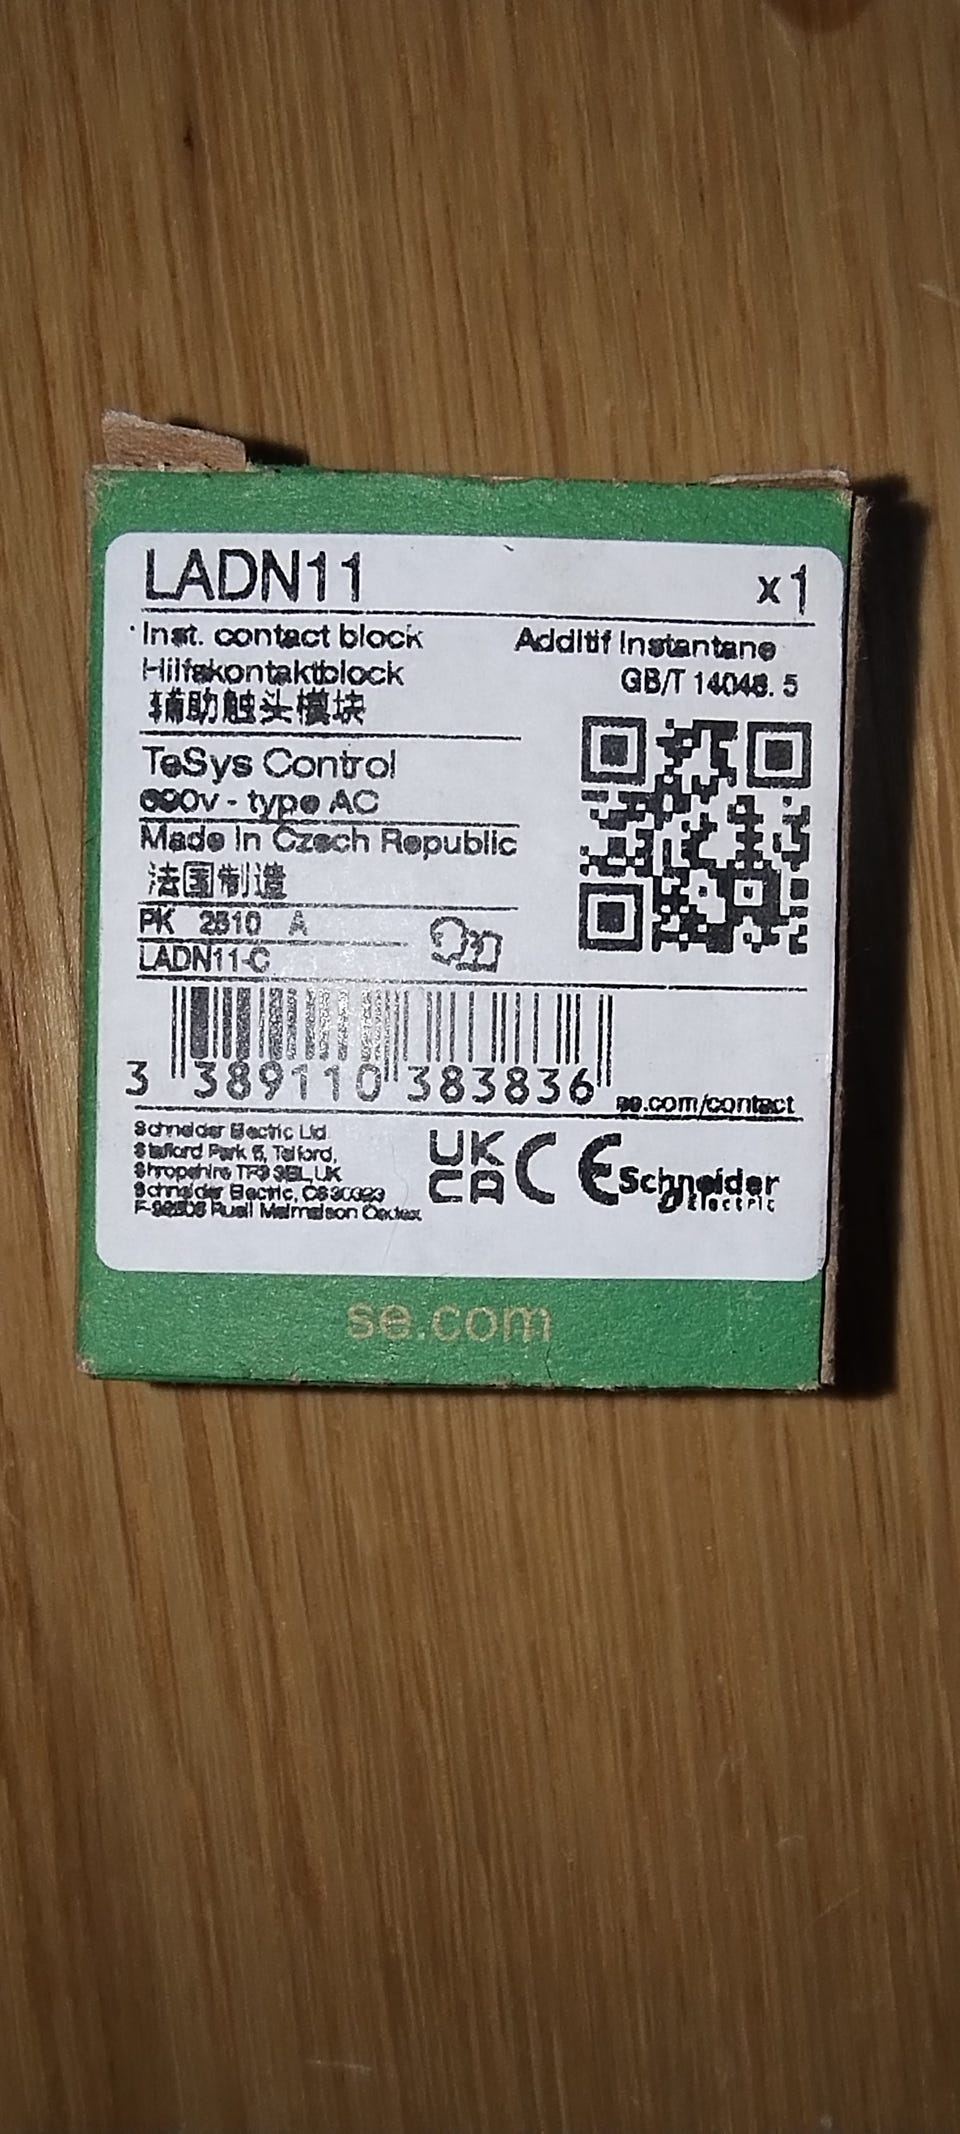 LADN11 x1
Inst. contact block Additif Instantane
Hilfskontaktblock GB/T 14048.5
辅助触头模块
TeSys Control
690v - type AC
Made in Czech Republic
法国制造
PK 2610 A
LADN11-C
3 389110 383836
se.com/contact
Schneider Electric Ltd
Stafford Park 5, Telford,
Shropshire TF3 3BL, UK
Schneider Electric, CS30323
F-92506 Rueil Malmaison Cedex
UK
CA
CE
Schneider
Electric
se.com